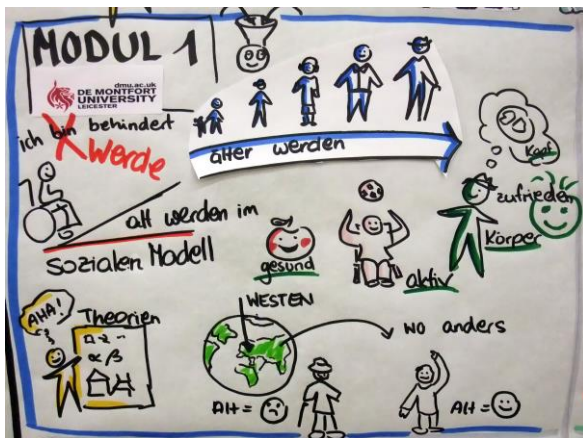 MODUL 1
dmu.ac.uk
DE MONTFORT
UNIVERSITY
LEICESTER
ich bin behindert
werde
älter werden
alt werden im
sozialen Modell
gesund
aktiv
Kopf
zufrieden
Körper
AHA!
Theorien
α β
WESTEN
wo anders
Alt =
Alt =